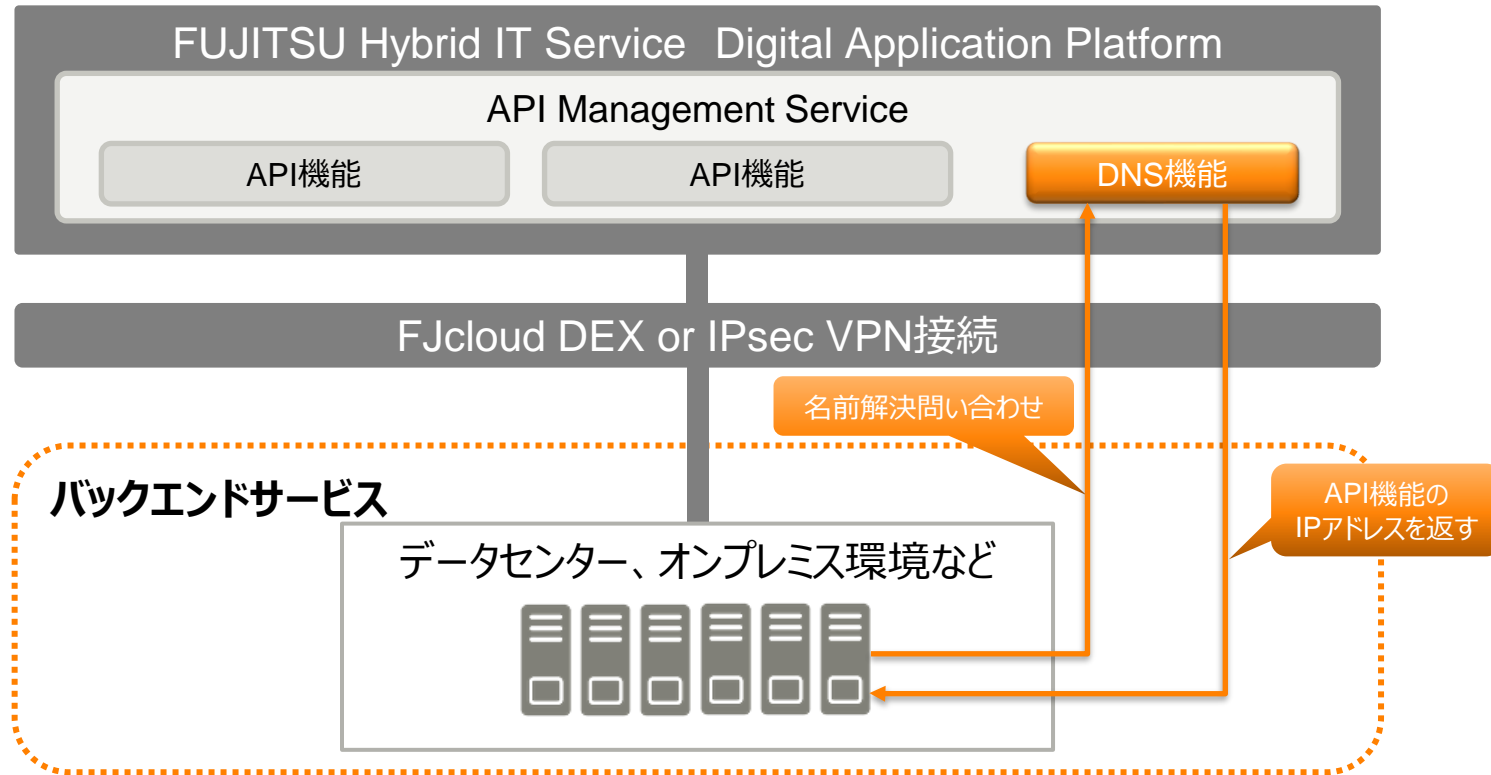 FUJITSU Hybrid IT Service Digital Application Platform
API Management Service
API機能
API機能
DNS機能
FJcloud DEX or IPsec VPN接続
名前解決問い合わせ
バックエンドサービス
API機能の
IPアドレスを返す
データセンター、オンプレミス環境など